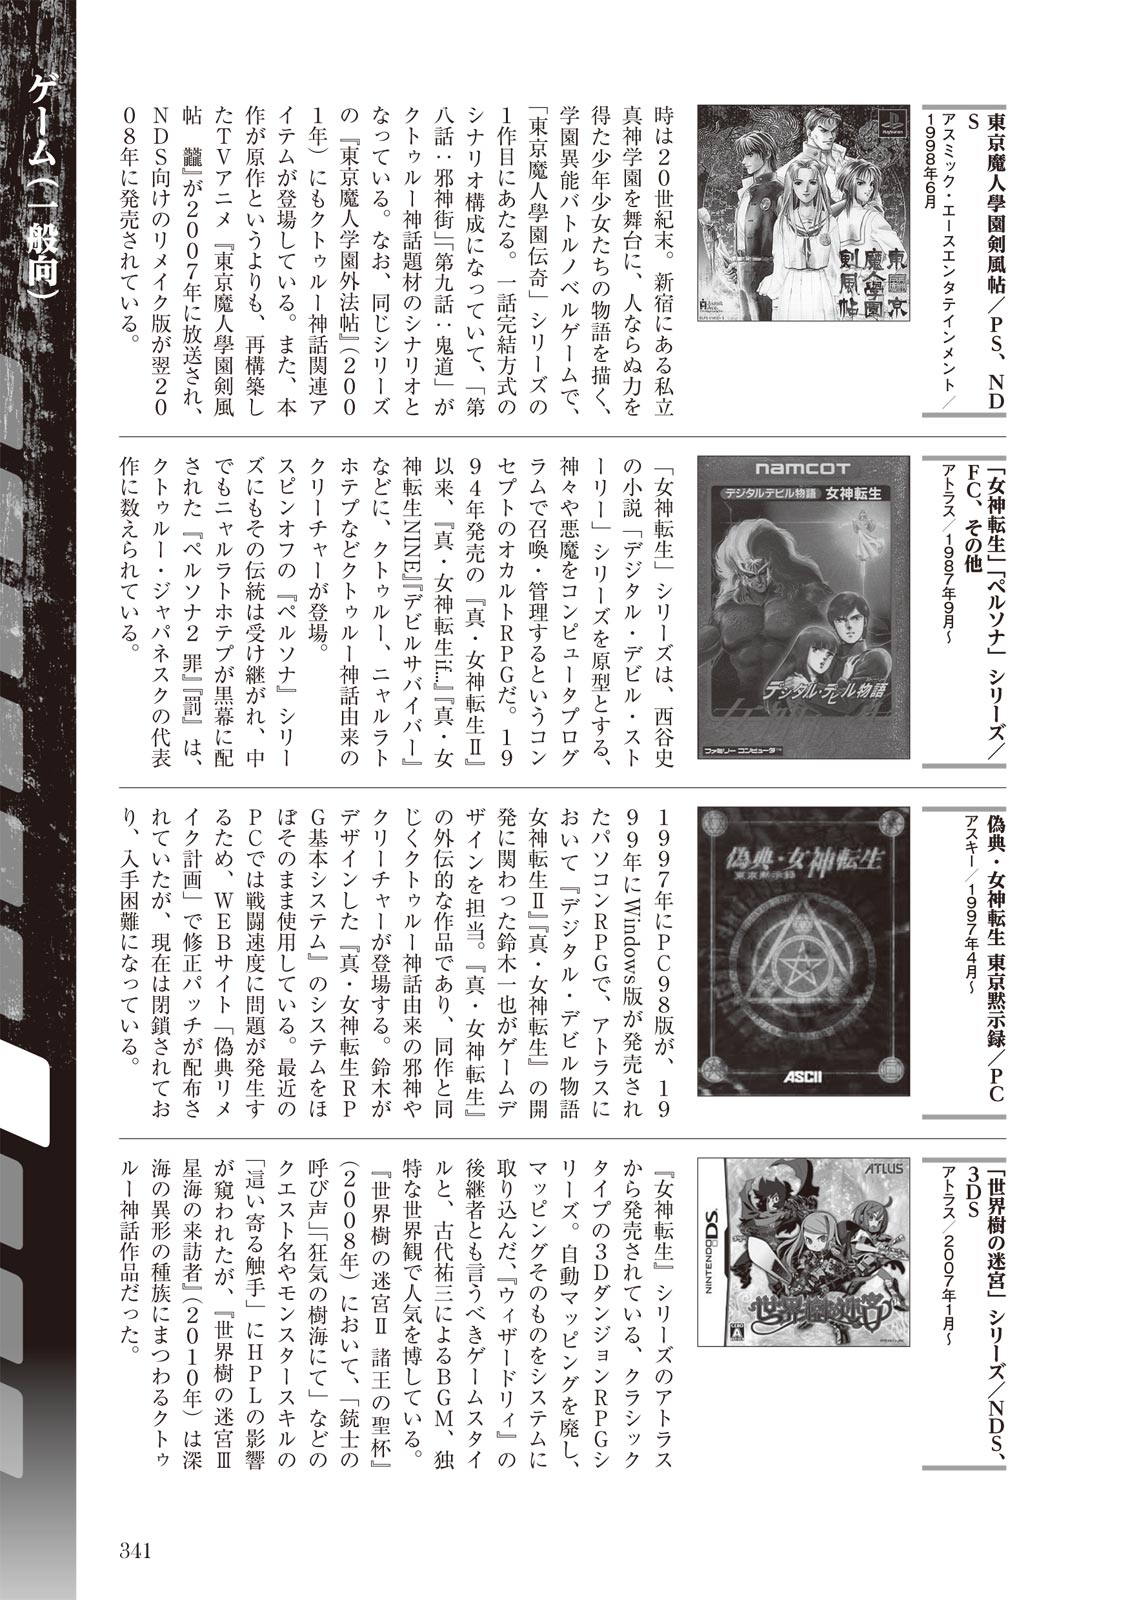 ゲーム(一般向)
東京魔人學園剣風帖／PS、ND
S
アスミック・エースエンタテインメント／
1998年6月
時は20世紀末。新宿にある私立
真神学園を舞台に、人ならぬ力を
得た少年少女たちの物語を描く、
学園異能バトルノベルゲームで、
「東京魔人學園伝奇」シリーズの
1作目にあたる。一話完結方式の
シナリオ構成になっていて、「第
八話：邪神街」「第九話：鬼道」が
クトゥルー神話題材のシナリオと
なっている。なお、同じシリーズ
の『東京魔人学園外法帖』(200
1年)にもクトゥルー神話関連ア
イテムが登場している。また、本
作が原作というよりも、再構築し
たTVアニメ『東京魔人學園剣風
帖　龖』が2007年に放送され、
NDS向けのリメイク版が翌20
08年に発売されている。
東京
魔人學園
剣風帖
PlayStation
「女神転生」「ペルソナ」シリーズ／
FC、その他
アトラス／1987年9月〜
namcot
デジタルデビル物語 女神転生
デジタル・デビル物語
ファミリーコンピュータ
「女神転生」シリーズは、西谷史
の小説「デジタル・デビル・スト
ーリー」シリーズを原型とする、
神々や悪魔をコンピュータプログ
ラムで召喚・管理するというコン
セプトのオカルトRPGだ。19
94年発売の『真・女神転生Ⅱ』
以来、『真・女神転生if...』『真・女
神転生NINE』『デビルサバイバー』
などに、クトゥルー、ニャルラト
ホテプなどクトゥルー神話由来の
クリーチャーが登場。
スピンオフの『ペルソナ』シリー
ズにもその伝統は受け継がれ、中
でもニャルラトホテプが黒幕に配
された『ペルソナ2 罪』『罰』は、
クトゥルー・ジャパネスクの代表
作に数えられている。
偽典・女神転生 東京黙示録／PC
アスキー／1997年4月〜
偽典・女神転生
東京黙示録
ASCII
1997年にPC98版が、19
99年にWindows版が発売され
たパソコンRPGで、アトラスに
おいて『デジタル・デビル物語
女神転生Ⅱ』『真・女神転生』の開
発に関わった鈴木一也がゲームデ
ザインを担当。『真・女神転生』
の外伝的な作品であり、同作と同
じくクトゥルー神話由来の邪神や
クリーチャーが登場する。鈴木が
デザインした『真・女神転生RP
G基本システム』のシステムをほ
ぼそのまま使用している。最近の
PCでは戦闘速度に問題が発生す
るため、WEBサイト「偽典リメ
イク計画」で修正パッチが配布さ
れていたが、現在は閉鎖されてお
り、入手困難になっている。
「世界樹の迷宮」シリーズ／NDS、
3DS
アトラス／2007年1月〜
ATLUS
NINTENDO DS
世界樹の迷宮
『女神転生』シリーズのアトラス
から発売されている、クラシック
タイプの3DダンジョンRPGシ
リーズ。自動マッピングを廃し、
マッピングそのものをシステムに
取り込んだ、『ウィザードリィ』の
後継者とも言うべきゲームスタイ
ルと、古代祐三によるBGM、独
特な世界観で人気を博している。
『世界樹の迷宮Ⅱ 諸王の聖杯』
(2008年)において、「銃士の
呼び声」「狂気の樹海にて」などの
クエスト名やモンスタースキルの
「這い寄る触手」にHPLの影響
が窺われたが、『世界樹の迷宮Ⅲ
星海の来訪者』(2010年)は深
海の異形の種族にまつわるクトゥ
ルー神話作品だった。
341